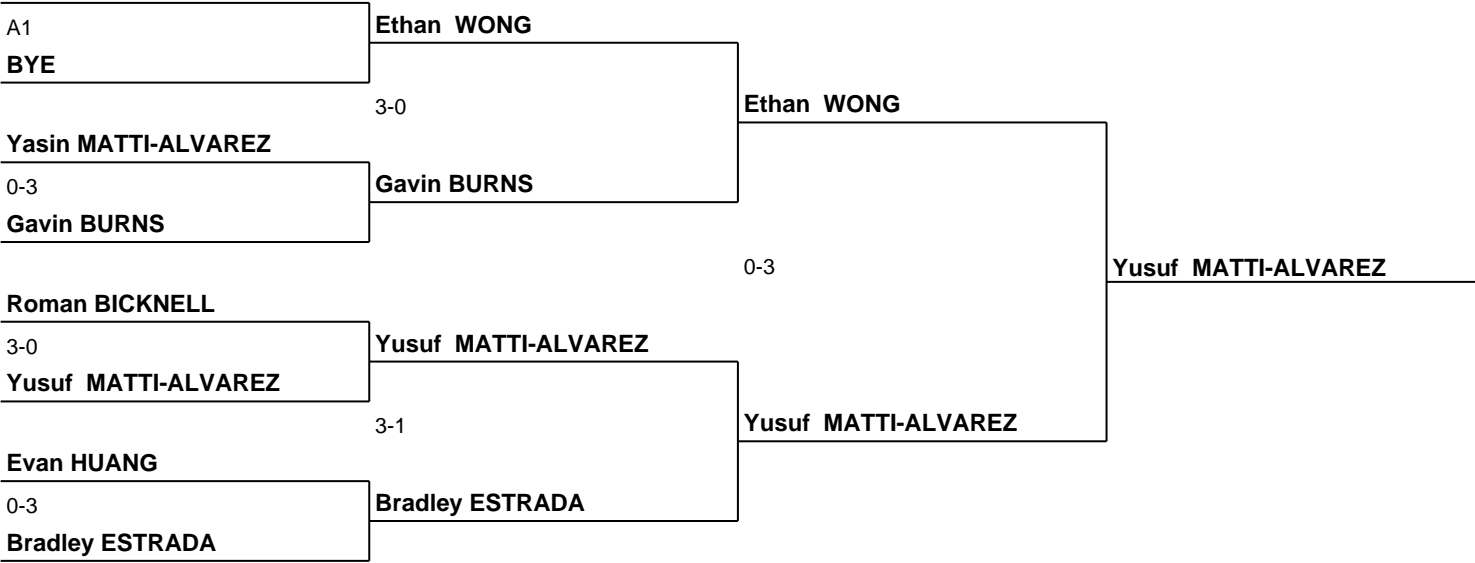 A1
BYE
Yasin MATTI-ALVAREZ
0-3
Gavin BURNS
Roman BICKNELL
3-0
Yusuf MATTI-ALVAREZ
Evan HUANG
0-3
Bradley ESTRADA
Ethan WONG
3-0
Gavin BURNS
Yusuf MATTI-ALVAREZ
3-1
Bradley ESTRADA
Ethan WONG
0-3
Yusuf MATTI-ALVAREZ
Yusuf MATTI-ALVAREZ